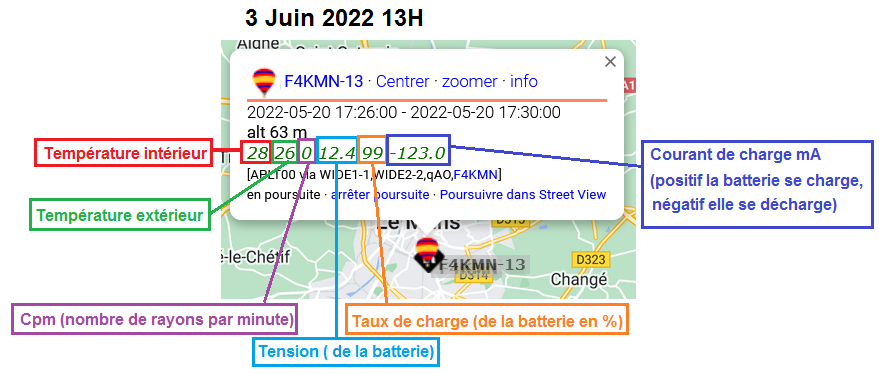 3 Juin 2022 13H
Aigne
Saint-Saturnin
F4KMN-13 · Centrer · zoomer · info
2022-05-20 17:26:00 - 2022-05-20 17:30:00
alt 63 m
28 26 0 12.4 99 -123.0
[APLT00 via WIDE1-1,WIDE2-2,qAO,F4KMN]
en poursuite · arrêter poursuite · Poursuivre dans Street View
Température intérieur
Température extérieur
Courant de charge mA
(positif la batterie se charge,
négatif elle se décharge)
Le Mans
D313
é-le-Chétif
F4KMN-13
D314
D323
Changé
Cpm (nombre de rayons par minute)
Taux de charge (de la batterie en %)
Tension ( de la batterie)